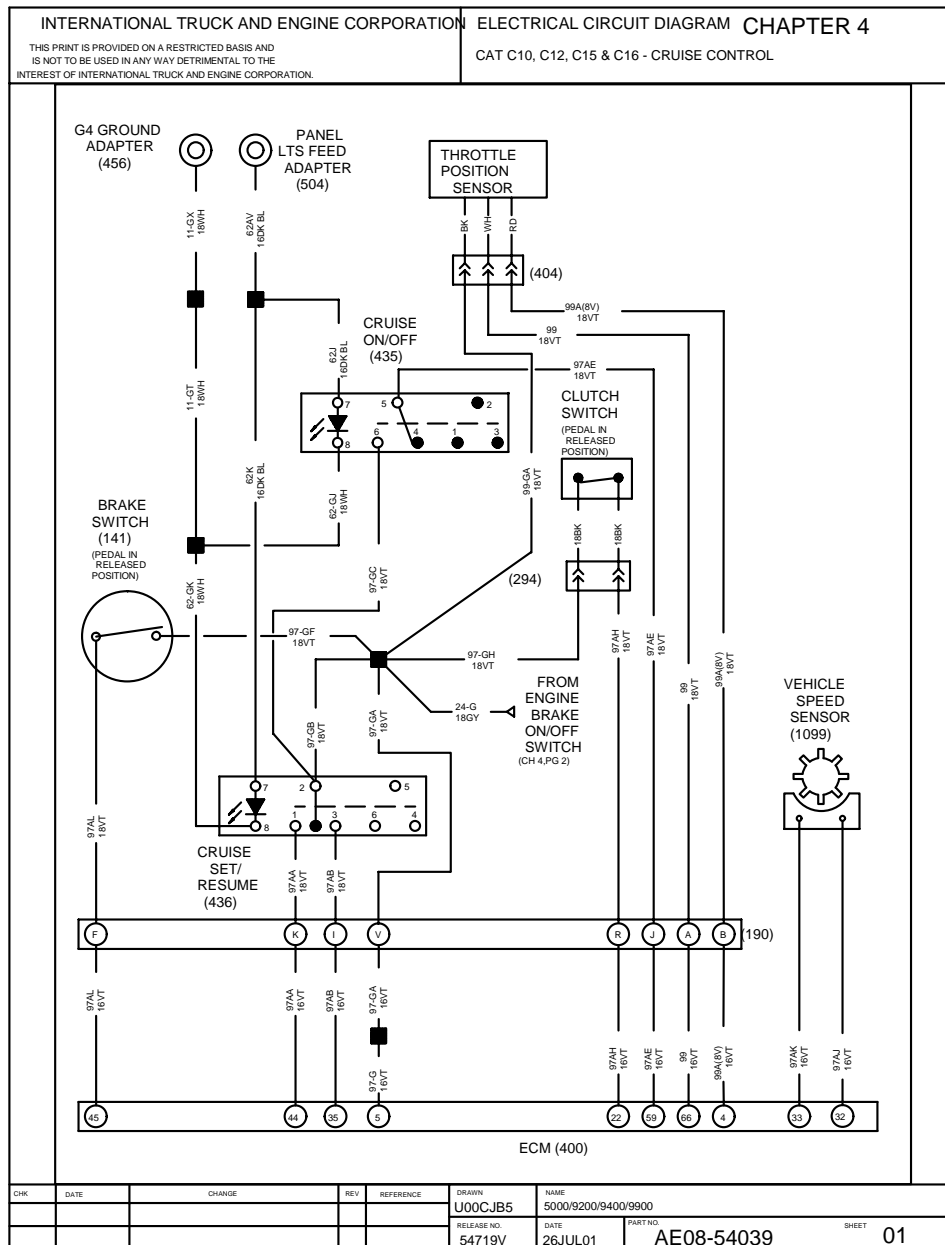 INTERNATIONAL TRUCK AND ENGINE CORPORATION
THIS PRINT IS PROVIDED ON A RESTRICTED BASIS AND
IS NOT TO BE USED IN ANY WAY DETRIMENTAL TO THE
INTEREST OF INTERNATIONAL TRUCK AND ENGINE CORPORATION.
ELECTRICAL CIRCUIT DIAGRAM CHAPTER 4
CAT C10, C12, C15 & C16 - CRUISE CONTROL
G4 GROUND
ADAPTER
(456)
PANEL
LTS FEED
ADAPTER
(504)
THROTTLE
POSITION
SENSOR
11-GX
18WH
62AV
16DK BL
BK
WH
RD
(404)
99A(8V)
18VT
99
18VT
97AE
18VT
CRUISE
ON/OFF
(435)
62J
16DK BL
11-GT
18WH
7
5
2
8
6
4
1
3
CLUTCH
SWITCH
(PEDAL IN
RELEASED
POSITION)
62K
16DK BL
62-GJ
18WH
99-GA
18VT
18BK
18BK
BRAKE
SWITCH
(141)
(PEDAL IN
RELEASED
POSITION)
62-GK
18WH
97-GC
18VT
(294)
97-GF
18VT
97-GH
18VT
97AH
18VT
97AE
18VT
99
18VT
99A(8V)
18VT
24-G
18GY
FROM
ENGINE
BRAKE
ON/OFF
SWITCH
(CH 4,PG 2)
97-GB
18VT
97-GA
18VT
VEHICLE
SPEED
SENSOR
(1099)
7
2
5
8
1
3
6
4
97AL
18VT
CRUISE
SET/
RESUME
(436)
97AA
18VT
97AB
18VT
F
K
I
V
R
J
A
B
(190)
97AL
16VT
97AA
16VT
97AB
16VT
97-GA
16VT
97-G
16VT
97AH
16VT
97AE
16VT
99
16VT
99A(8V)
16VT
97AK
16VT
97AJ
16VT
45
44
35
5
22
59
66
4
33
32
ECM (400)
CHK
DATE
CHANGE
REV
REFERENCE
DRAWN
U00CJB5
NAME
5000/9200/9400/9900
RELEASE NO.
54719V
DATE
26JUL01
PART NO.
AE08-54039
SHEET
01